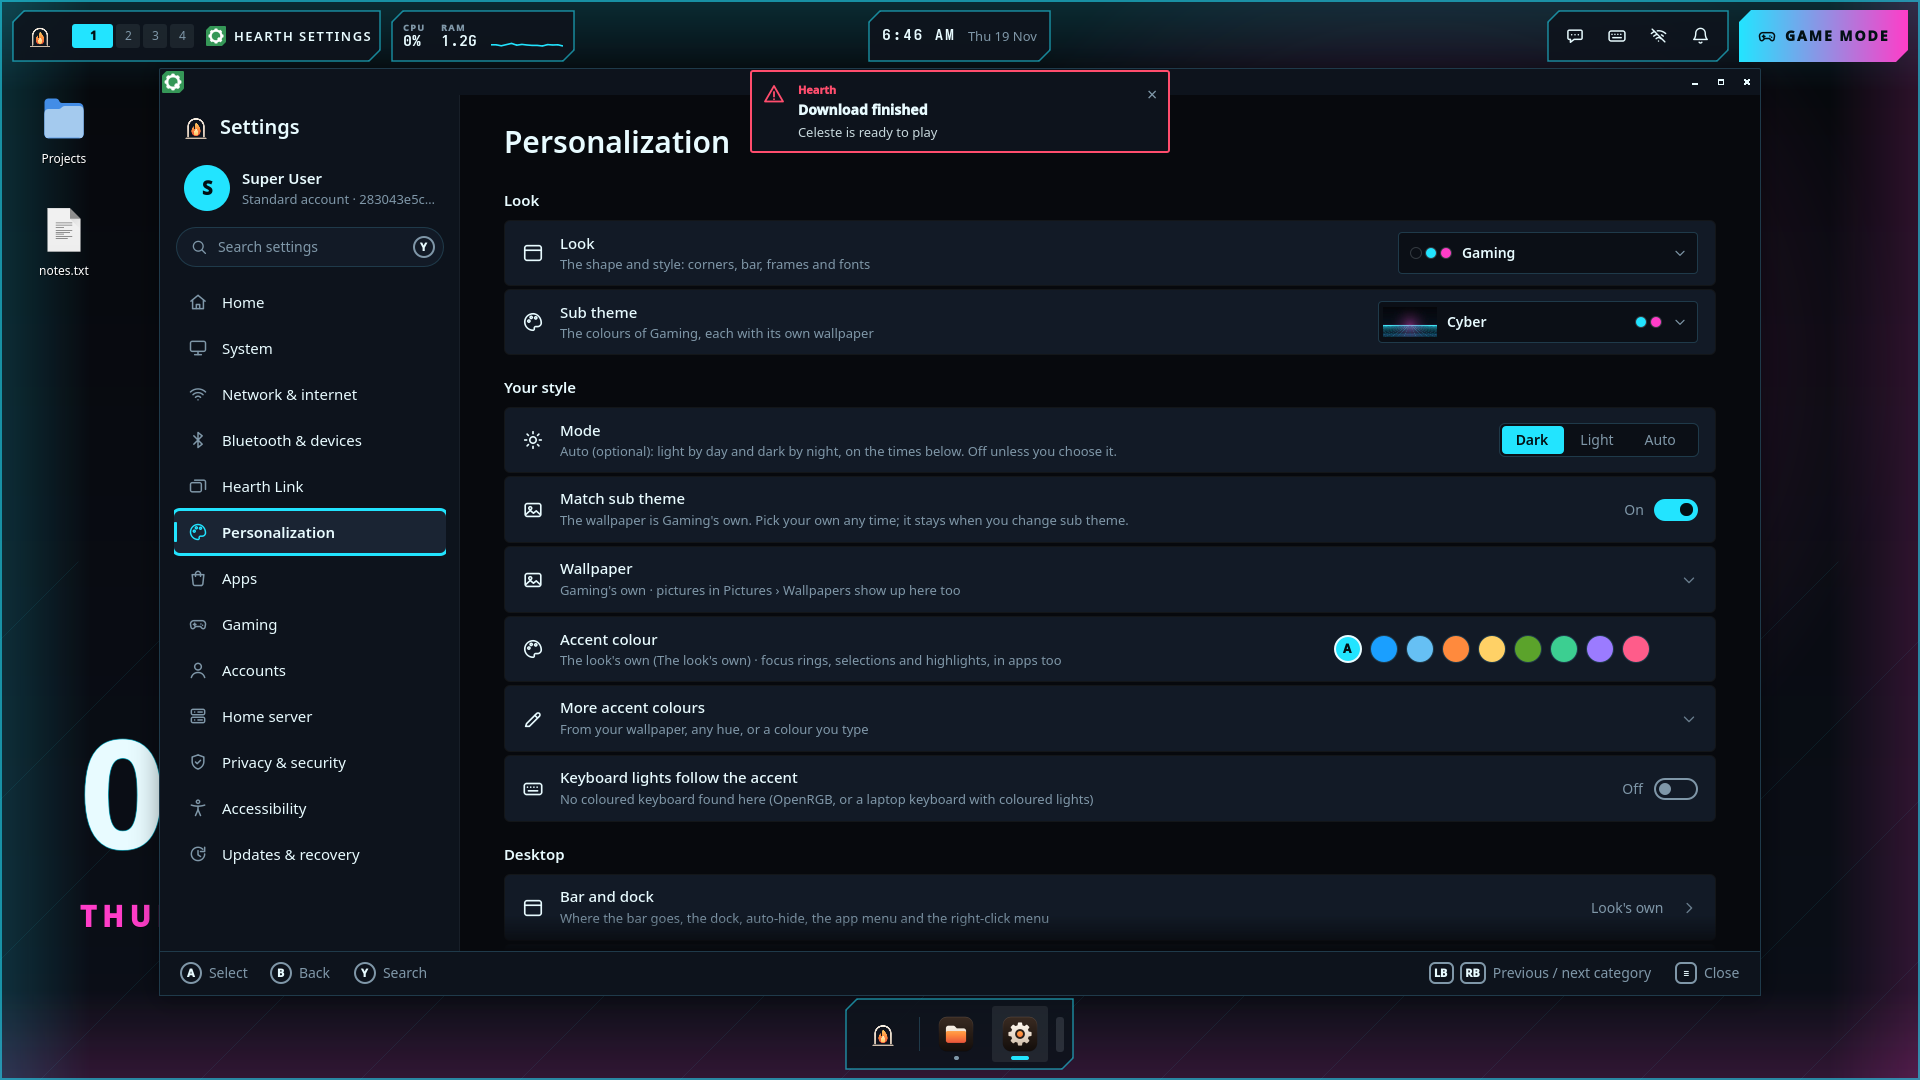 1 2 3 4 HEARTH SETTINGS
CPU RAM
0% 1.2G
6:46 AM Thu 19 Nov
GAME MODE
Projects
notes.txt
0
THU
Hearth
Download finished
Celeste is ready to play
Settings
S
Super User
Standard account · 283043e5c...
Search settings Y
Home
System
Network & internet
Bluetooth & devices
Hearth Link
Personalization
Apps
Gaming
Accounts
Home server
Privacy & security
Accessibility
Updates & recovery
Personalization
Look
Look
The shape and style: corners, bar, frames and fonts
Gaming
Sub theme
The colours of Gaming, each with its own wallpaper
Cyber
Your style
Mode
Auto (optional): light by day and dark by night, on the times below. Off unless you choose it.
Dark Light Auto
Match sub theme
The wallpaper is Gaming's own. Pick your own any time; it stays when you change sub theme.
On
Wallpaper
Gaming's own · pictures in Pictures › Wallpapers show up here too
Accent colour
The look's own (The look's own) · focus rings, selections and highlights, in apps too
A
More accent colours
From your wallpaper, any hue, or a colour you type
Keyboard lights follow the accent
No coloured keyboard found here (OpenRGB, or a laptop keyboard with coloured lights)
Off
Desktop
Bar and dock
Where the bar goes, the dock, auto-hide, the app menu and the right-click menu
Look's own
A Select B Back Y Search
LB RB Previous / next category Close